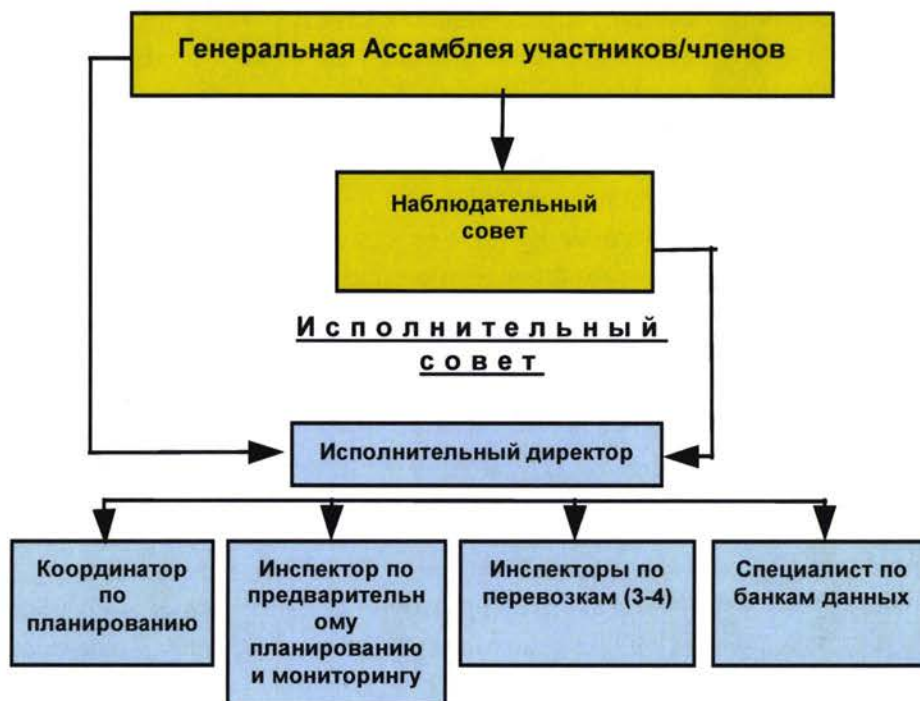 Генеральная Ассамблея участников/членов
Наблюдательный
совет
Исполнительный
совет
Исполнительный директор
Координатор
по
планированию
Инспектор по
предварительн
ому
планированию
и мониторингу
Инспекторы по
перевозкам (3-4)
Специалист по
банкам данных